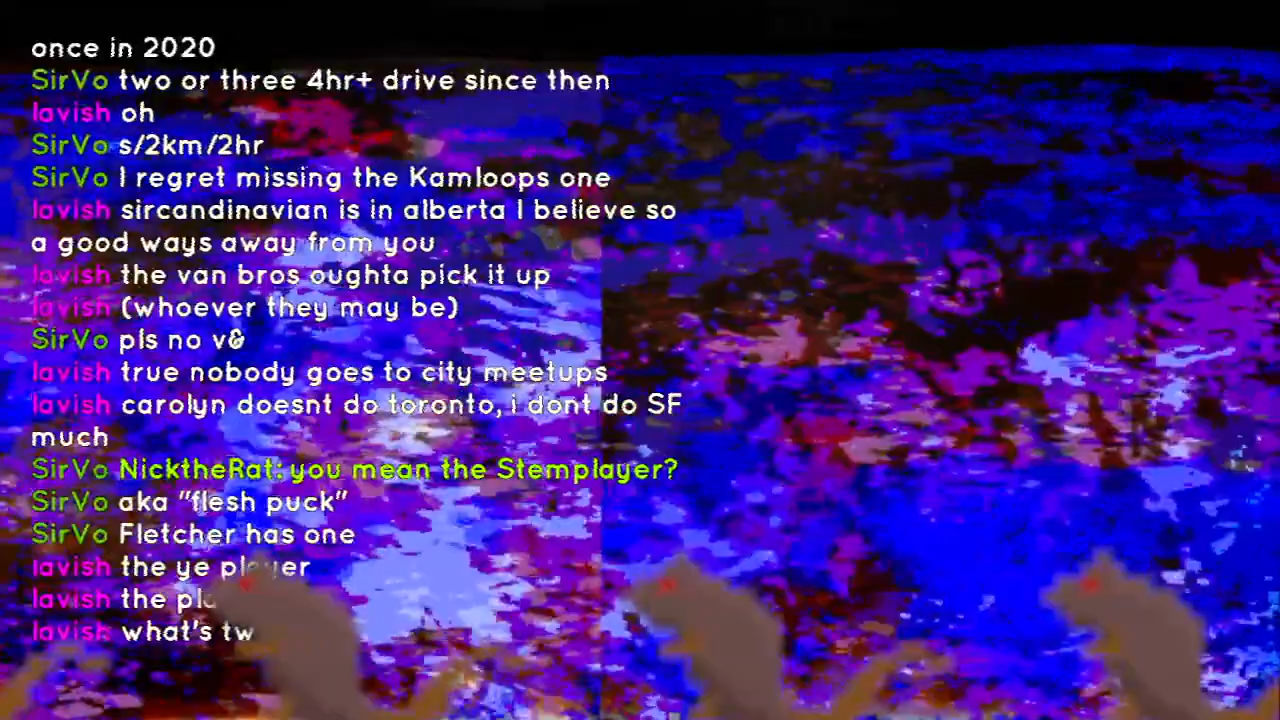 once in 2020
SirVo two or three 4hr+ drive since then
lavish oh
SirVo s/2km/2hr
SirVo I regret missing the Kamloops one
lavish sircandinavian is in alberta I believe so
a good ways away from you
lavish the van bros oughta pick it up
lavish (whoever they may be)
SirVo pls no v&
lavish true nobody goes to city meetups
lavish carolyn doesnt do toronto, i dont do SF
much
SirVo NicktheRat: you mean the Stemplayer?
SirVo aka "flesh puck"
SirVo Fletcher has one
lavish the ye player
lavish the
lavish what's